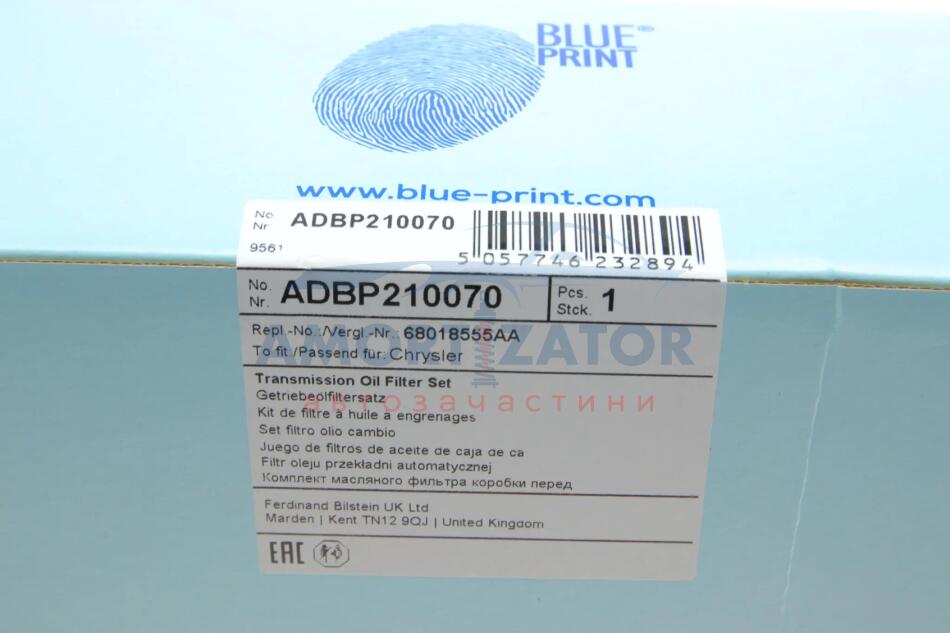 BLUE
PRINT®
www.blue-print.com
No
Nr
ADBP210070
9561
5 057746 232894
No.
Nr.
ADBP210070
Pcs.
Stck.
1
Repl.-No./Vergl.-Nr.: 68018555AA
To fit:/Passend für: Chrysler
AMORTIZATOR
автозапчастини
Transmission Oil Filter Set
Getriebeölfiltersatz
Kit de filtre à huile à engrenages
Set filtro olio cambio
Juego de filtros de aceite de caja de ca
Filtr oleju przekładni automatycznej
Комплект масляного фильтра коробки перед
Ferdinand Bilstein UK Ltd
Marden | Kent TN12 9QJ | United Kingdom
EAC